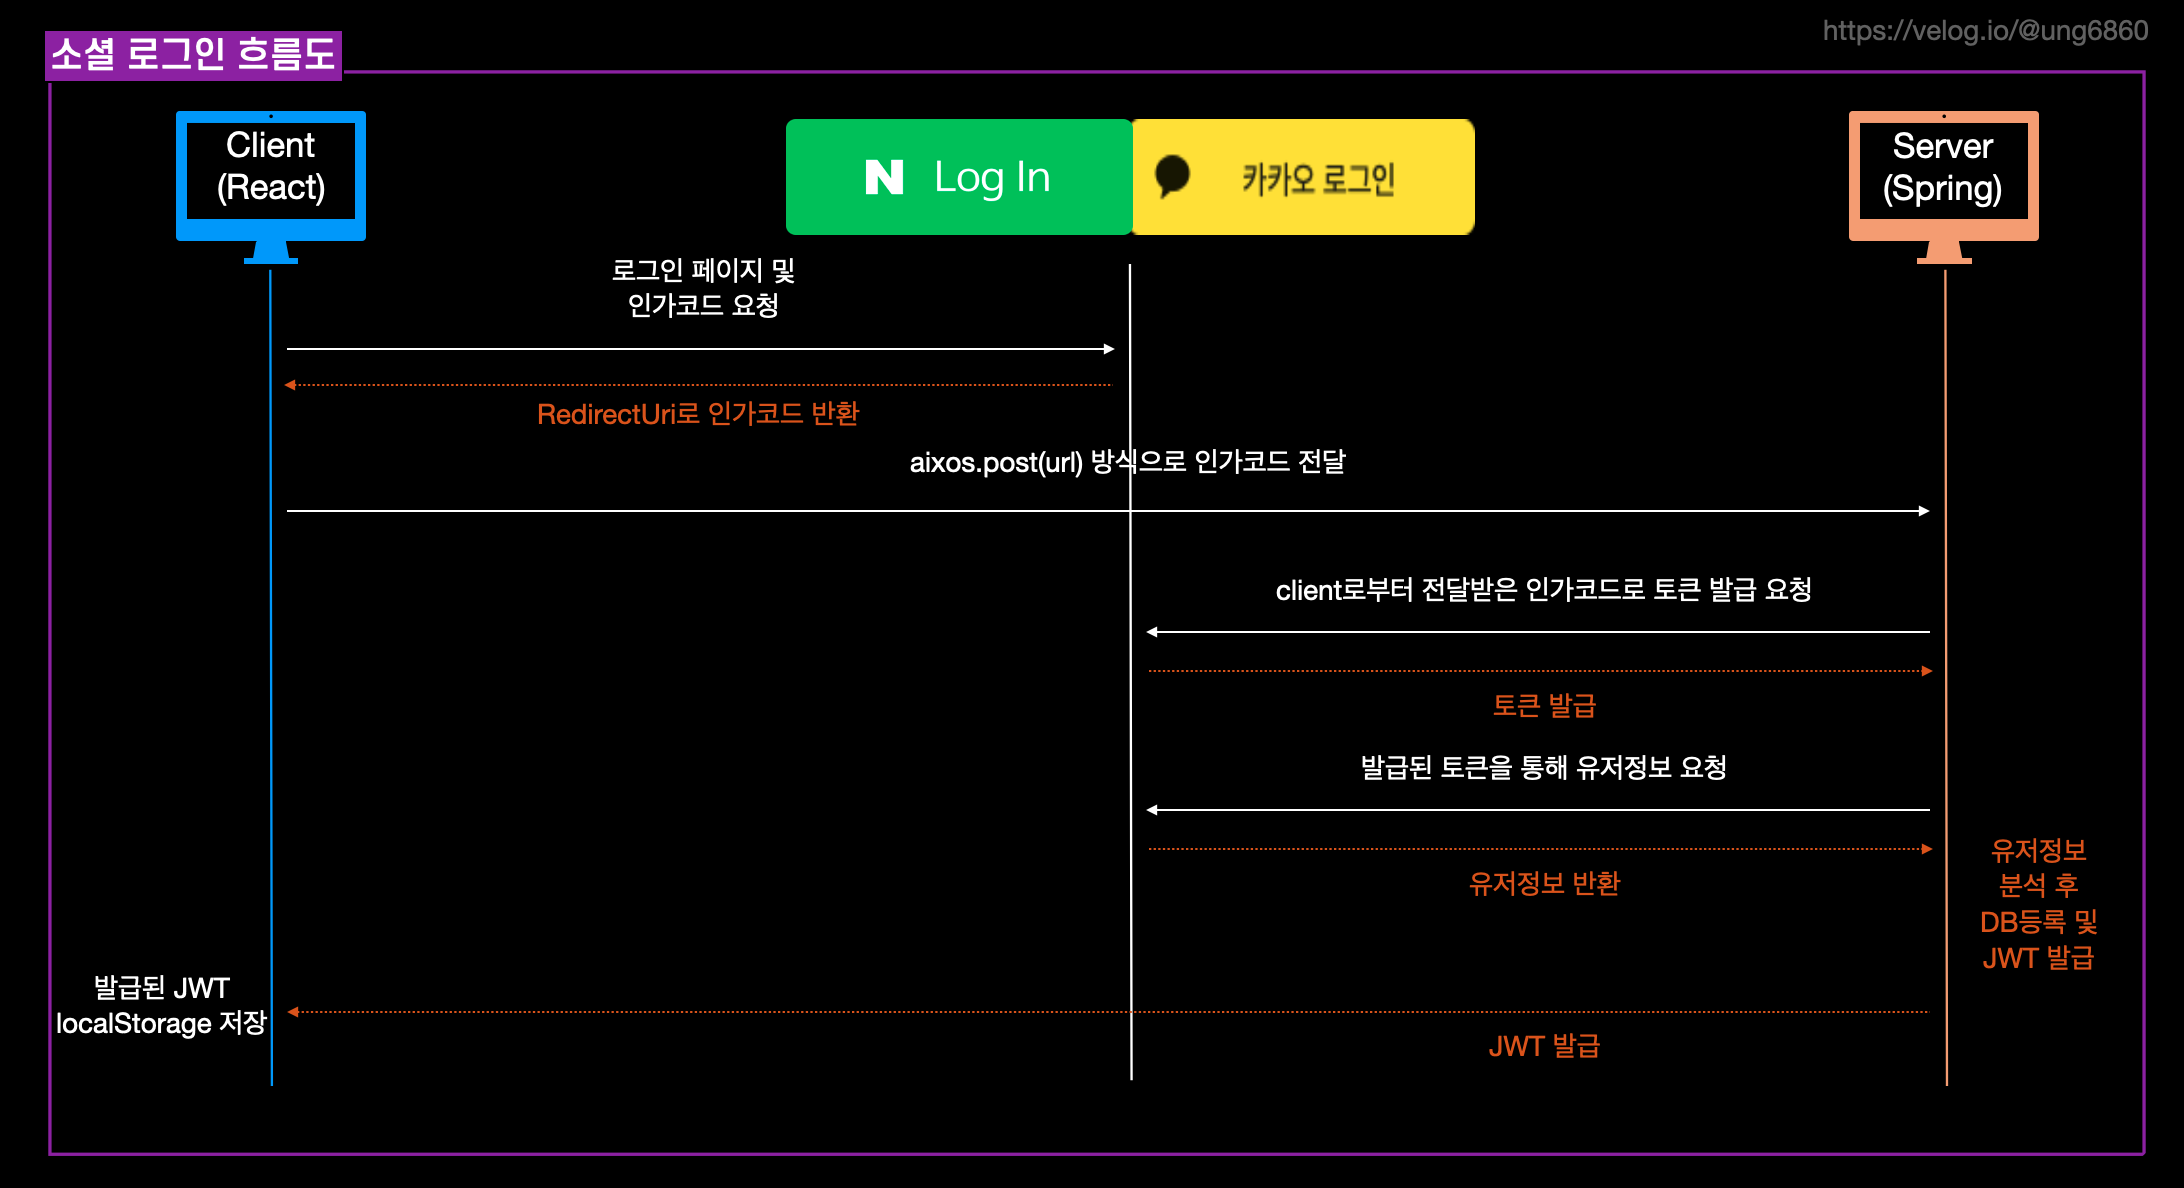 https://velog.io/@ung6860
소셜 로그인 흐름도
Client
(React)
N Log In
카카오 로그인
Server
(Spring)
로그인 페이지 및
인가코드 요청
RedirectUri로 인가코드 반환
aixos.post(url) 방식으로 인가코드 전달
client로부터 전달받은 인가코드로 토큰 발급 요청
토큰 발급
발급된 토큰을 통해 유저정보 요청
유저정보 반환
유저정보
분석 후
DB등록 및
JWT 발급
발급된 JWT
localStorage 저장
JWT 발급